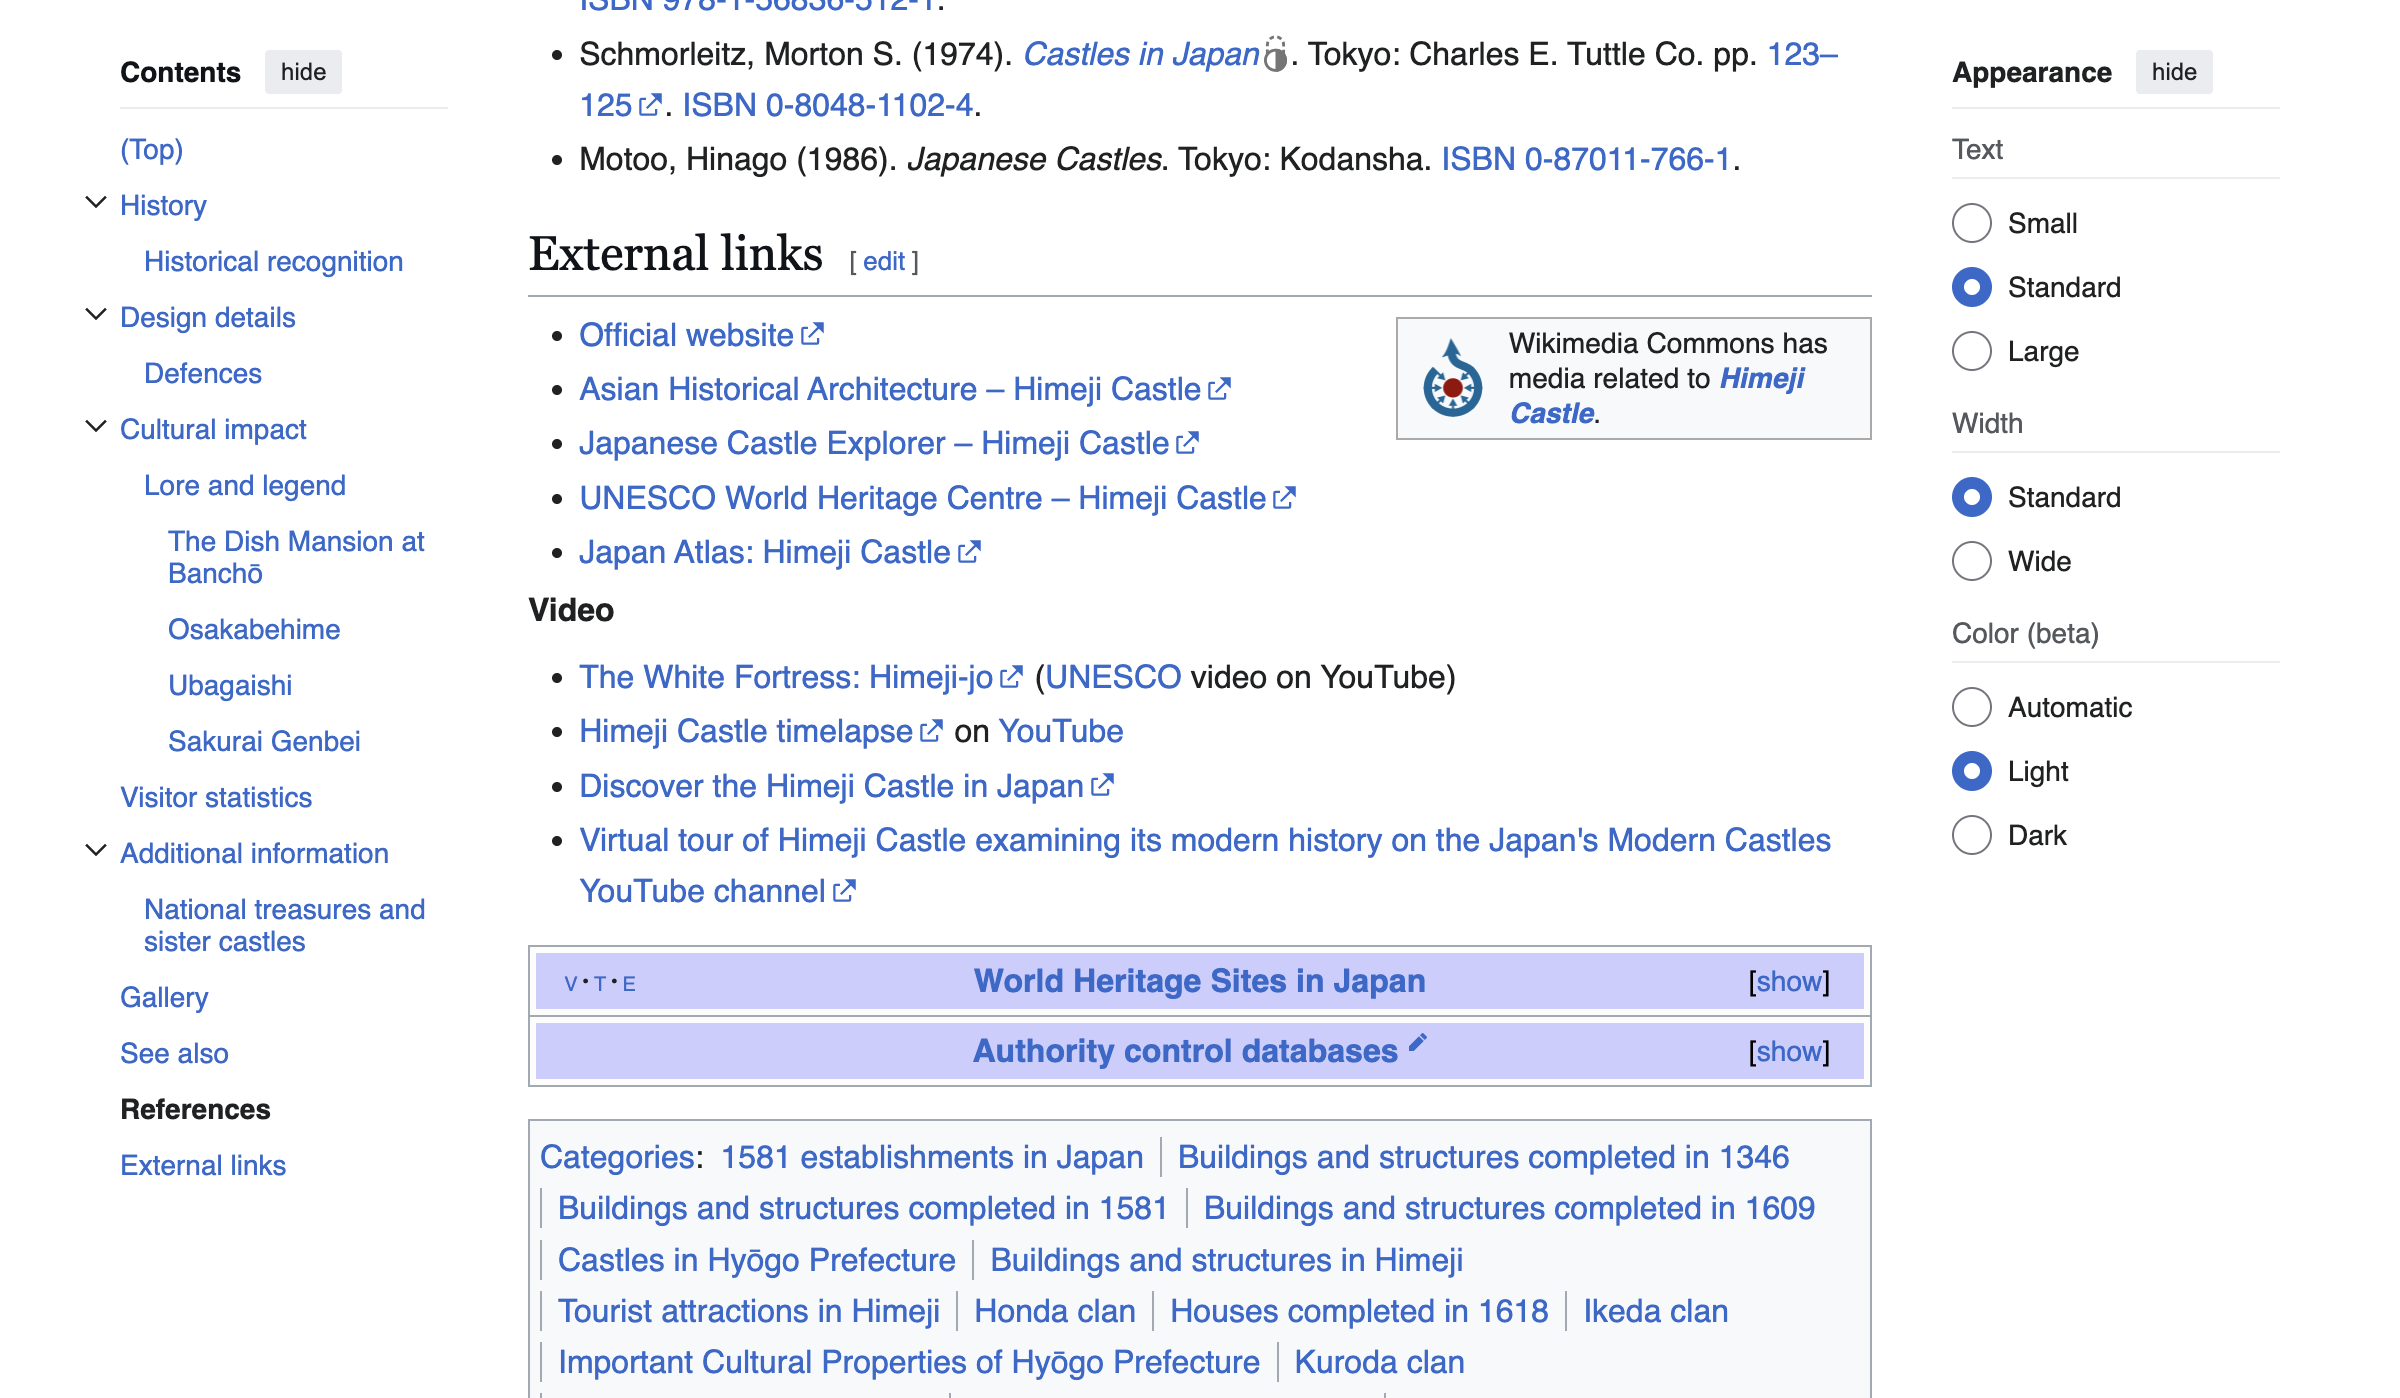 Contents hide
(Top)
History
Historical recognition
Design details
Defences
Cultural impact
Lore and legend
The Dish Mansion at
Banchō
Osakabehime
Ubagaishi
Sakurai Genbei
Visitor statistics
Additional information
National treasures and
sister castles
Gallery
See also
References
External links
ISBN 978-1-56836-512-1.
Schmorleitz, Morton S. (1974). Castles in Japan. Tokyo: Charles E. Tuttle Co. pp. 123–
125. ISBN 0-8048-1102-4.
Motoo, Hinago (1986). Japanese Castles. Tokyo: Kodansha. ISBN 0-87011-766-1.
External links [ edit ]
Official website
Asian Historical Architecture – Himeji Castle
Japanese Castle Explorer – Himeji Castle
UNESCO World Heritage Centre – Himeji Castle
Japan Atlas: Himeji Castle
Wikimedia Commons has
media related to Himeji
Castle.
Video
The White Fortress: Himeji-jo (UNESCO video on YouTube)
Himeji Castle timelapse on YouTube
Discover the Himeji Castle in Japan
Virtual tour of Himeji Castle examining its modern history on the Japan's Modern Castles
YouTube channel
V · T · E World Heritage Sites in Japan [show]
Authority control databases [show]
Categories: 1581 establishments in Japan | Buildings and structures completed in 1346
| Buildings and structures completed in 1581 | Buildings and structures completed in 1609
| Castles in Hyōgo Prefecture | Buildings and structures in Himeji
| Tourist attractions in Himeji | Honda clan | Houses completed in 1618 | Ikeda clan
| Important Cultural Properties of Hyōgo Prefecture | Kuroda clan
Appearance hide
Text
Small
Standard
Large
Width
Standard
Wide
Color (beta)
Automatic
Light
Dark